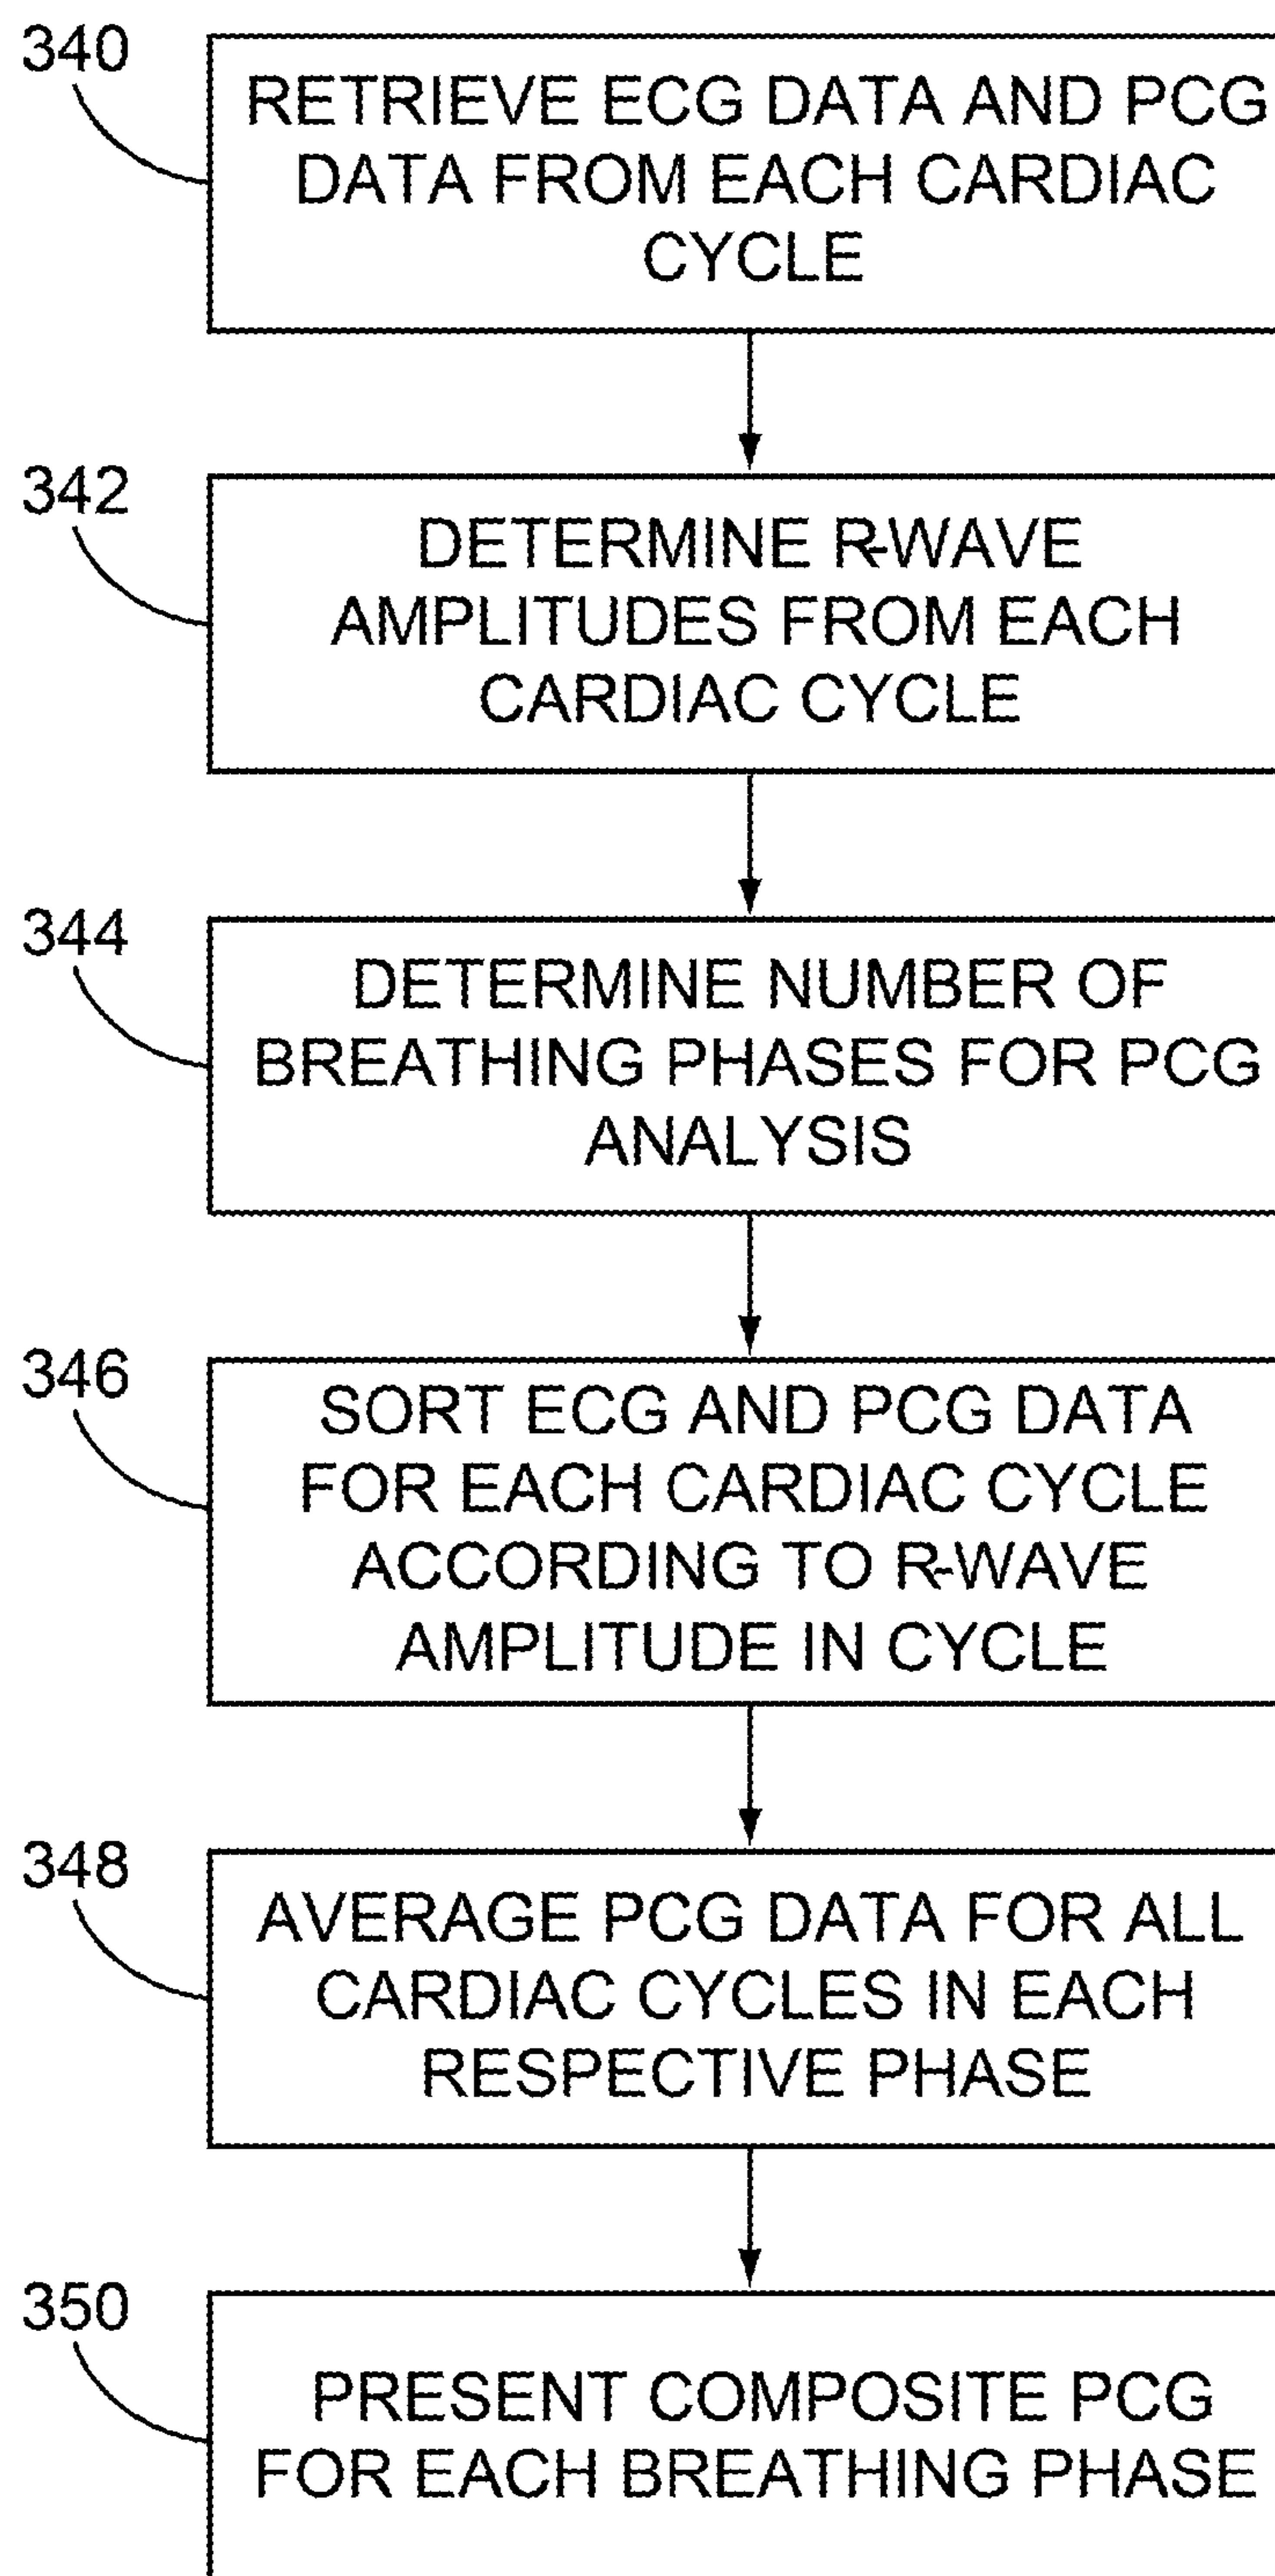 340
RETRIEVE ECG DATA AND PCG
DATA FROM EACH CARDIAC
CYCLE
342
DETERMINE R-WAVE
AMPLITUDES FROM EACH
CARDIAC CYCLE
344
DETERMINE NUMBER OF
BREATHING PHASES FOR PCG
ANALYSIS
346
SORT ECG AND PCG DATA
FOR EACH CARDIAC CYCLE
ACCORDING TO R-WAVE
AMPLITUDE IN CYCLE
348
AVERAGE PCG DATA FOR ALL
CARDIAC CYCLES IN EACH
RESPECTIVE PHASE
350
PRESENT COMPOSITE PCG
FOR EACH BREATHING PHASE